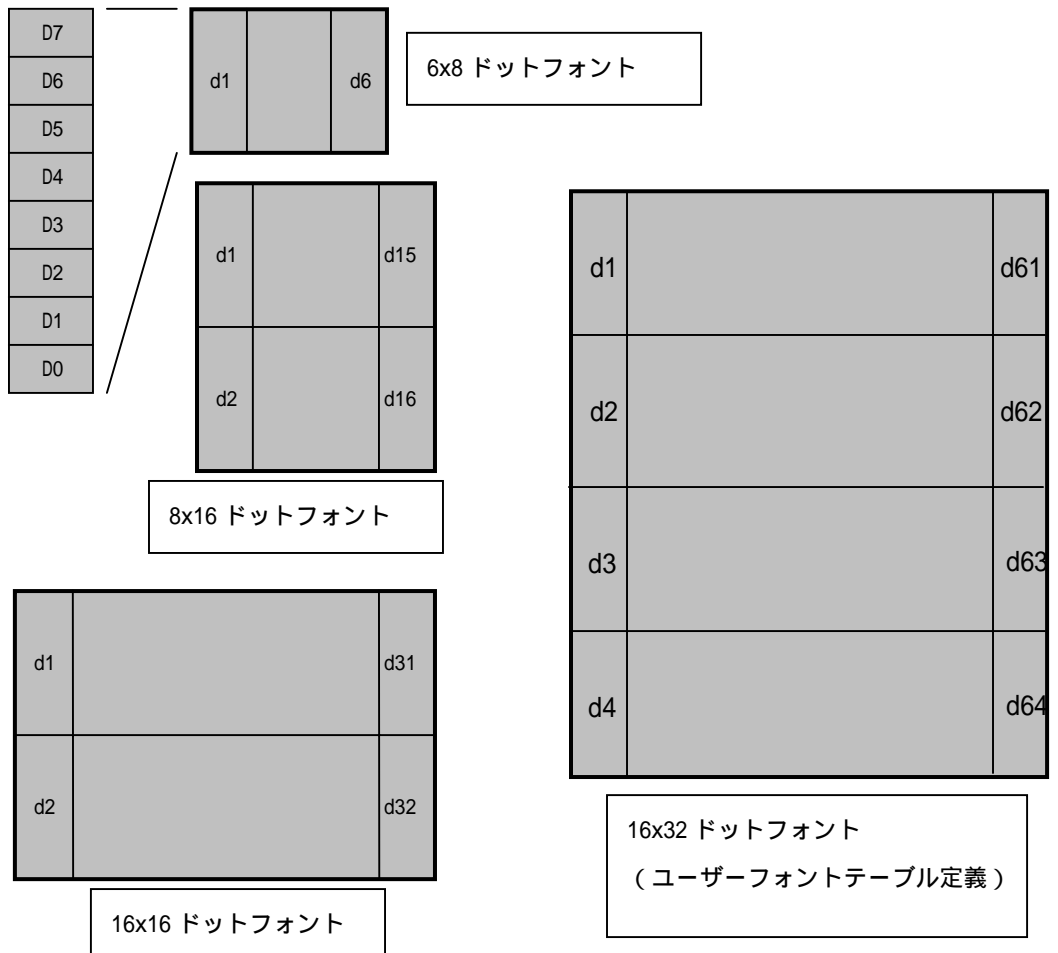 D7
D6
D5
D4
D3
D2
D1
D0
d1 d6
6x8 ドットフォント
d1 d15
d2 d16
8x16 ドットフォント
d1 d31
d2 d32
16x16 ドットフォント
d1 d61
d2 d62
d3 d63
d4 d64
16x32 ドットフォント
（ユーザーフォントテーブル定義）